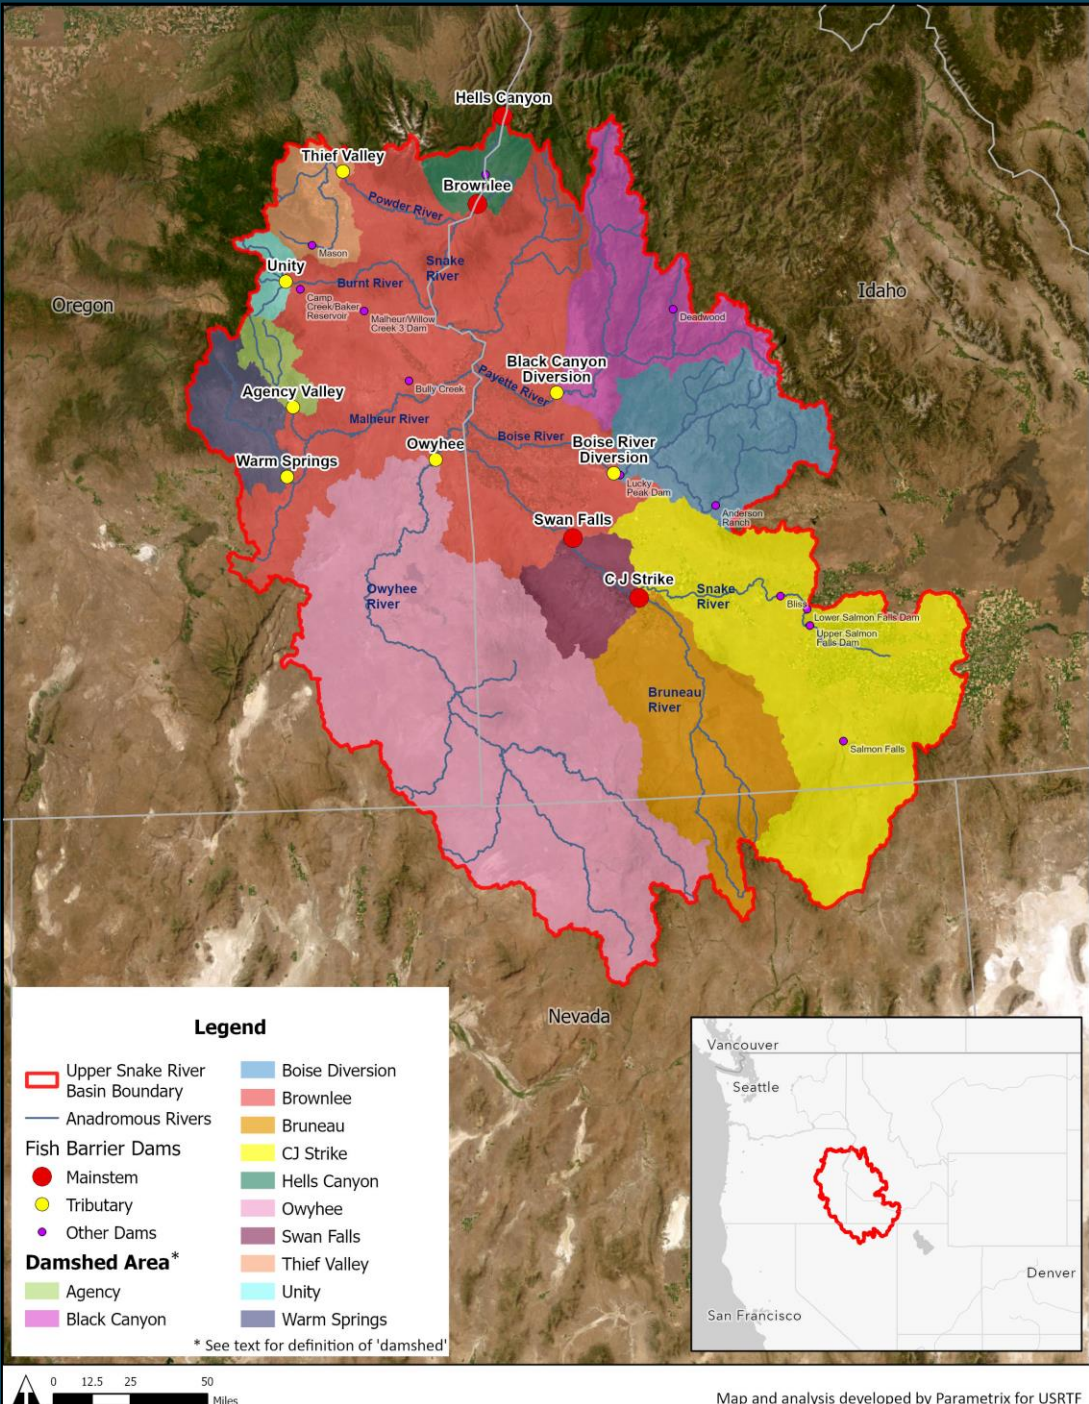 Hells Canyon
Thief Valley
Brownlee
Powder River
Mason
Snake
River
Unity
Burnt River
Oregon
Idaho
Camp
Creek/Baker
Reservoir
Malheur/Willow
Creek 3 Dam
Deadwood
Black Canyon
Diversion
Payette River
Bully Creek
Agency Valley
Malheur River
Boise River
Owyhee
Boise River
Diversion
Warm Springs
Lucky
Peak Dam
Anderson
Ranch
Swan Falls
C J Strike
Owyhee
River
Snake
River
Bliss
Lower Salmon Falls Dam
Upper Salmon
Falls Dam
Bruneau
River
Salmon Falls
Nevada
Legend
Upper Snake River
Basin Boundary
Anadromous Rivers
Fish Barrier Dams
Mainstem
Tributary
Other Dams
Damshed Area*
Agency
Black Canyon
Boise Diversion
Brownlee
Bruneau
CJ Strike
Hells Canyon
Owyhee
Swan Falls
Thief Valley
Unity
Warm Springs
* See text for definition of 'damshed'
Vancouver
Seattle
Denver
San Francisco
0 12.5 25 50
Miles
Map and analysis developed by Parametrix for USRTF